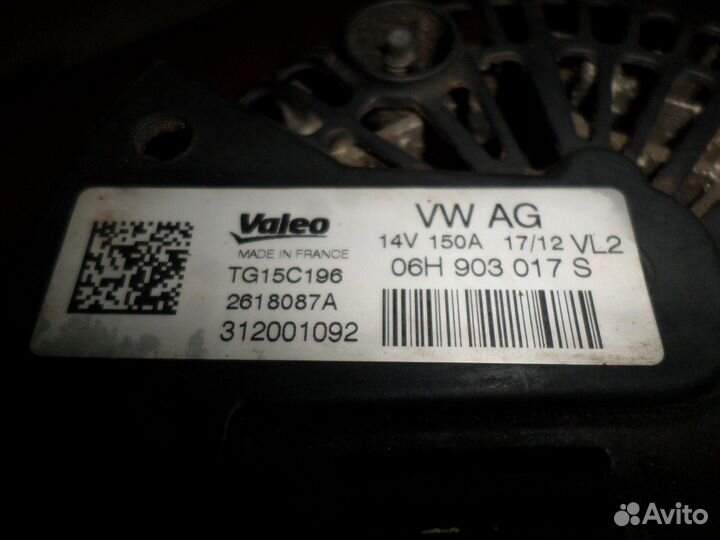 Valeo
MADE IN FRANCE
TG15C196
2618087A
312001092
VW AG
14V 150A 17/12 VL2
06H 903 017 S
Avito